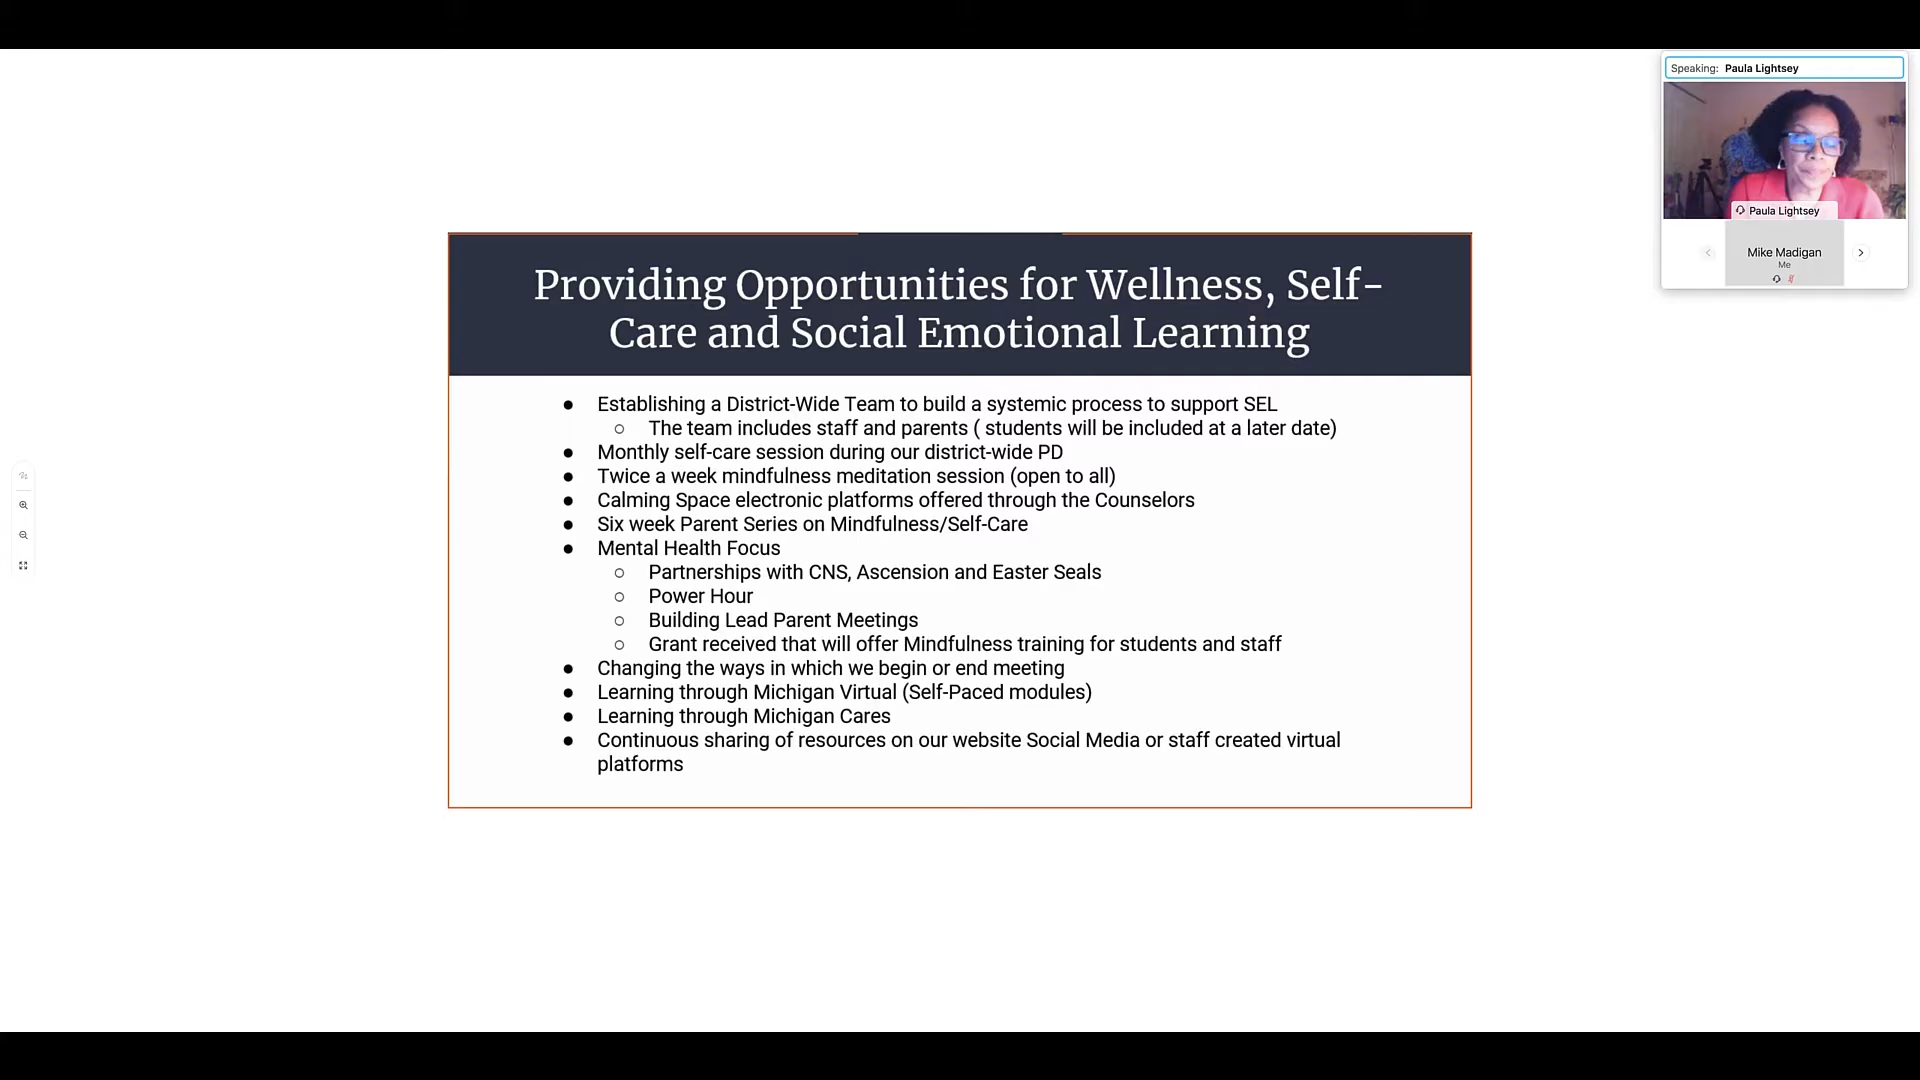 Speaking: Paula Lightsey
Paula Lightsey
Mike Madigan
Me
Providing Opportunities for Wellness, Self-
Care and Social Emotional Learning
● Establishing a District-Wide Team to build a systemic process to support SEL
○ The team includes staff and parents ( students will be included at a later date)
● Monthly self-care session during our district-wide PD
● Twice a week mindfulness meditation session (open to all)
● Calming Space electronic platforms offered through the Counselors
● Six week Parent Series on Mindfulness/Self-Care
● Mental Health Focus
○ Partnerships with CNS, Ascension and Easter Seals
○ Power Hour
○ Building Lead Parent Meetings
○ Grant received that will offer Mindfulness training for students and staff
● Changing the ways in which we begin or end meeting
● Learning through Michigan Virtual (Self-Paced modules)
● Learning through Michigan Cares
● Continuous sharing of resources on our website Social Media or staff created virtual
platforms